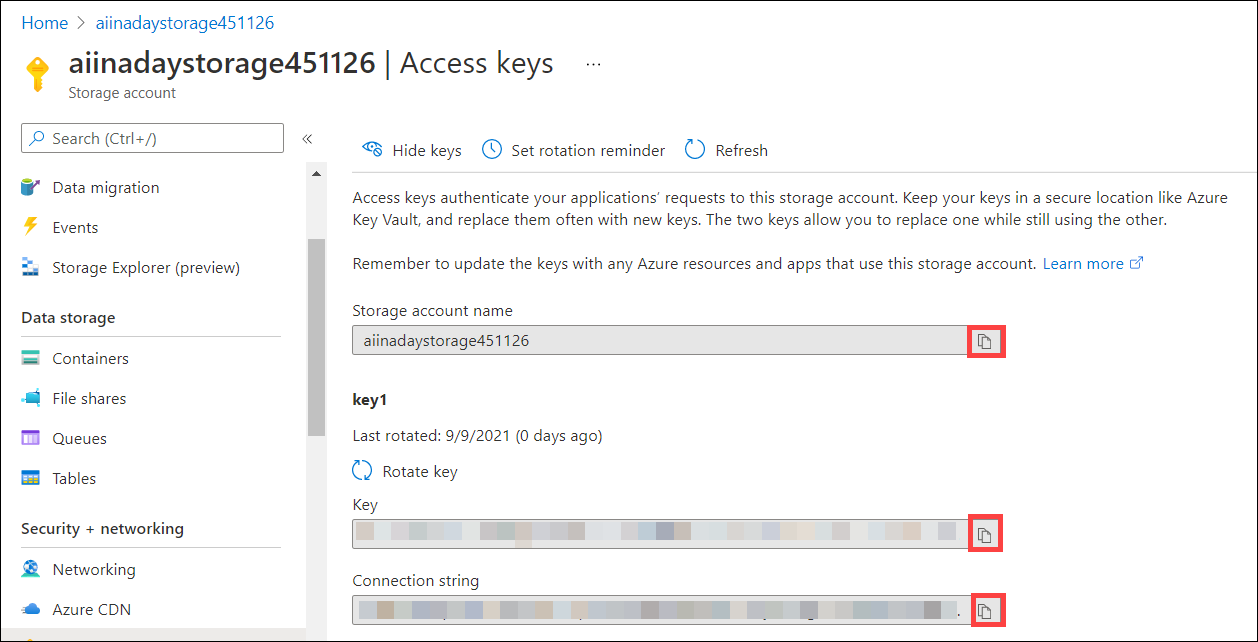 Home > aiinadaystorage451126
aiinadaystorage451126 | Access keys ...
Storage account
Search (Ctrl+/)
«
Data migration
Events
Storage Explorer (preview)
Data storage
Containers
File shares
Queues
Tables
Security + networking
Networking
Azure CDN
Hide keys
Set rotation reminder
Refresh
Access keys authenticate your applications' requests to this storage account. Keep your keys in a secure location like Azure
Key Vault, and replace them often with new keys. The two keys allow you to replace one while still using the other.
Remember to update the keys with any Azure resources and apps that use this storage account. Learn more
Storage account name
aiinadaystorage451126
key1
Last rotated: 9/9/2021 (0 days ago)
Rotate key
Key
Connection string